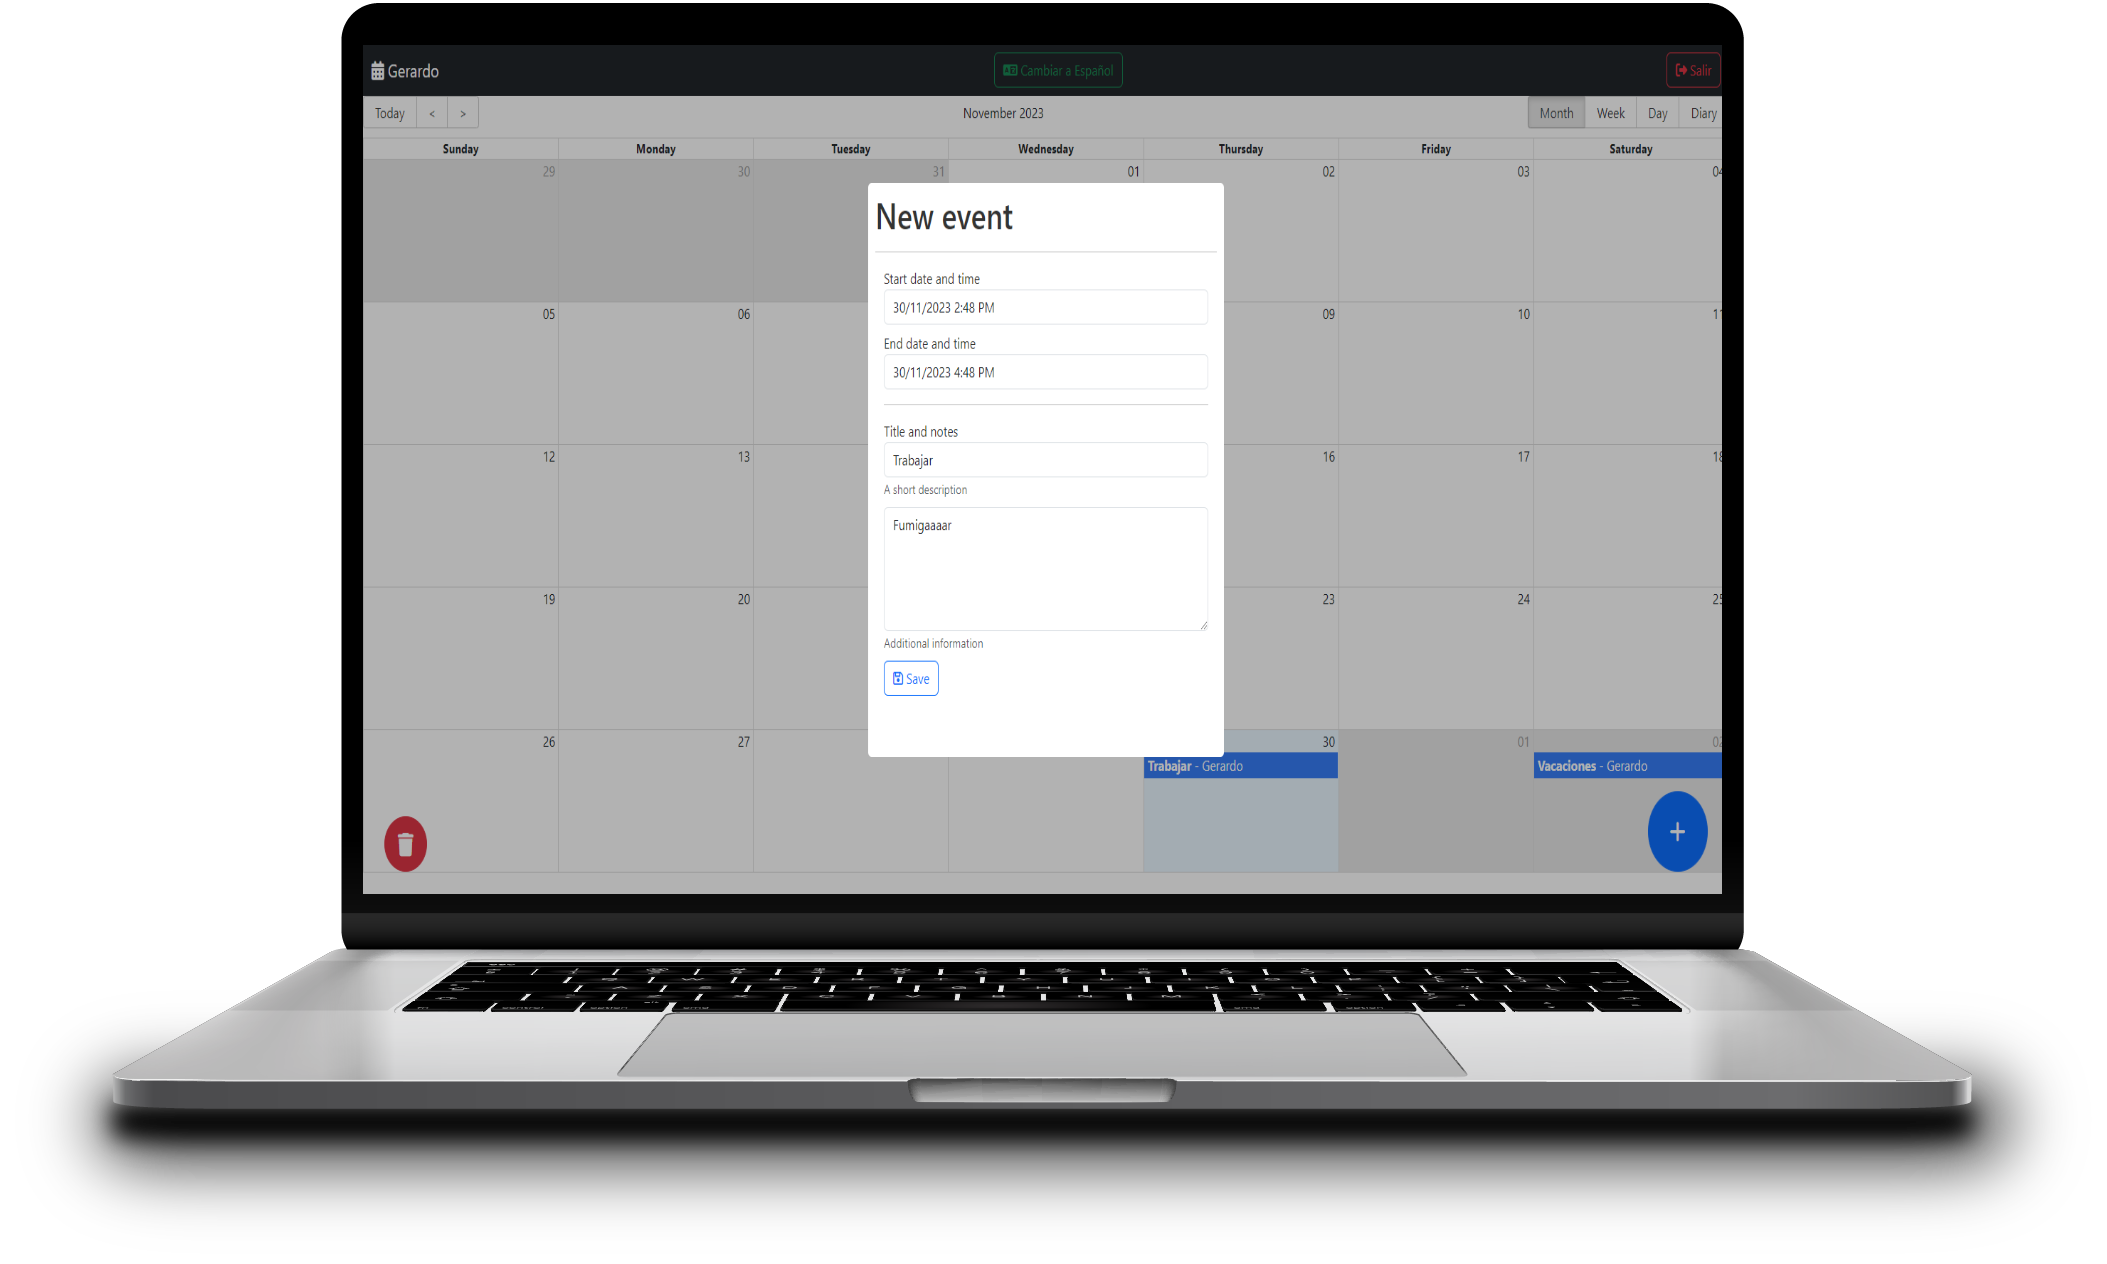 Gerardo
Cambiar a Español
Salir
Today < >
November 2023
Month Week Day Diary
Sunday Monday Tuesday Wednesday Thursday Friday Saturday
29 30 31 01 02 03 04
New event
Start date and time
30/11/2023 2:48 PM
05 06 09 10 11
End date and time
30/11/2023 4:48 PM
Title and notes
12 13 16 17 18
Trabajar
A short description
Fumigaaaar
19 20 23 24 25
Additional information
Save
26 27 30 01 02
Trabajar - Gerardo
Vacaciones - Gerardo
+